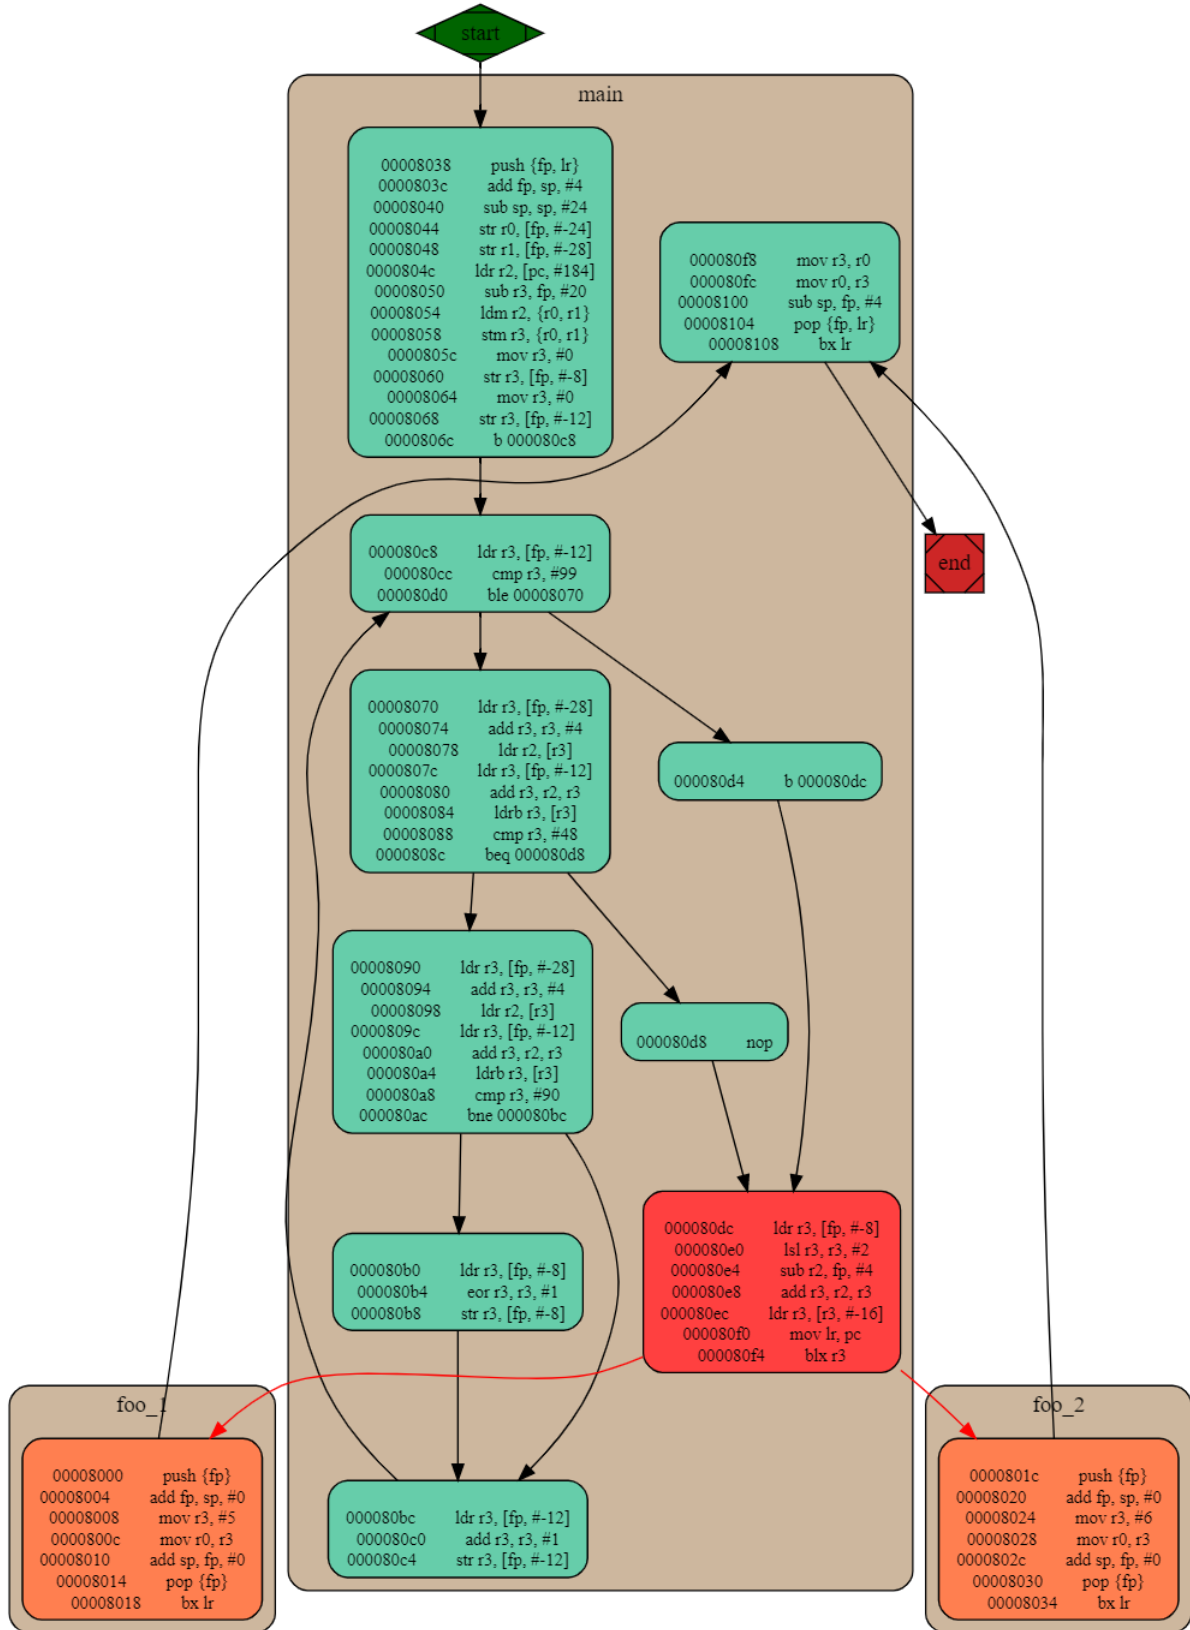 start
main
00008038 push {fp, lr}
0000803c add fp, sp, #4
00008040 sub sp, sp, #24
00008044 str r0, [fp, #-24]
00008048 str r1, [fp, #-28]
0000804c ldr r2, [pc, #184]
00008050 sub r3, fp, #20
00008054 ldm r2, {r0, r1}
00008058 stm r3, {r0, r1}
0000805c mov r3, #0
00008060 str r3, [fp, #-8]
00008064 mov r3, #0
00008068 str r3, [fp, #-12]
0000806c b 000080c8
000080f8 mov r3, r0
000080fc mov r0, r3
00008100 sub sp, fp, #4
00008104 pop {fp, lr}
00008108 bx lr
000080c8 ldr r3, [fp, #-12]
000080cc cmp r3, #99
000080d0 ble 00008070
end
00008070 ldr r3, [fp, #-28]
00008074 add r3, r3, #4
00008078 ldr r2, [r3]
0000807c ldr r3, [fp, #-12]
00008080 add r3, r2, r3
00008084 ldrb r3, [r3]
00008088 cmp r3, #48
0000808c beq 000080d8
000080d4 b 000080dc
00008090 ldr r3, [fp, #-28]
00008094 add r3, r3, #4
00008098 ldr r2, [r3]
0000809c ldr r3, [fp, #-12]
000080a0 add r3, r2, r3
000080a4 ldrb r3, [r3]
000080a8 cmp r3, #90
000080ac bne 000080bc
000080d8 nop
000080b0 ldr r3, [fp, #-8]
000080b4 eor r3, r3, #1
000080b8 str r3, [fp, #-8]
000080dc ldr r3, [fp, #-8]
000080e0 lsl r3, r3, #2
000080e4 sub r2, fp, #4
000080e8 add r3, r2, r3
000080ec ldr r3, [r3, #-16]
000080f0 mov lr, pc
000080f4 blx r3
foo_1
00008000 push {fp}
00008004 add fp, sp, #0
00008008 mov r3, #5
0000800c mov r0, r3
00008010 add sp, fp, #0
00008014 pop {fp}
00008018 bx lr
000080bc ldr r3, [fp, #-12]
000080c0 add r3, r3, #1
000080c4 str r3, [fp, #-12]
foo_2
0000801c push {fp}
00008020 add fp, sp, #0
00008024 mov r3, #6
00008028 mov r0, r3
0000802c add sp, fp, #0
00008030 pop {fp}
00008034 bx lr